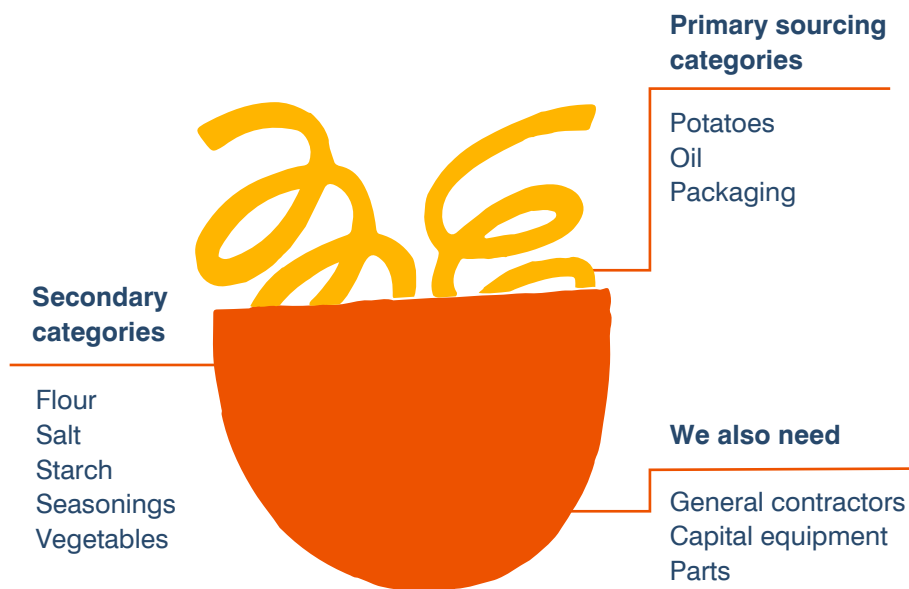 Primary sourcing
categories
Potatoes
Oil
Packaging
Secondary
categories
Flour
Salt
Starch
Seasonings
Vegetables
We also need
General contractors
Capital equipment
Parts